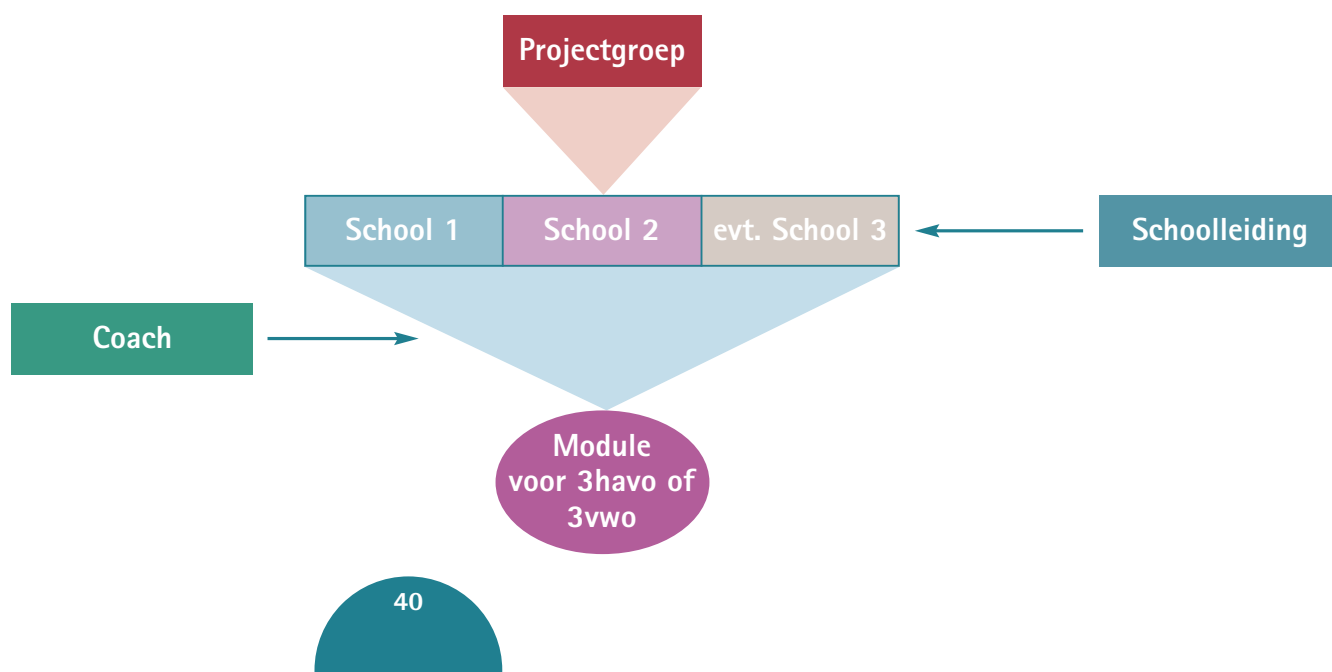 Projectgroep
School 1
School 2
evt. School 3
Schoolleiding
Coach
Module
voor 3havo of
3vwo
40